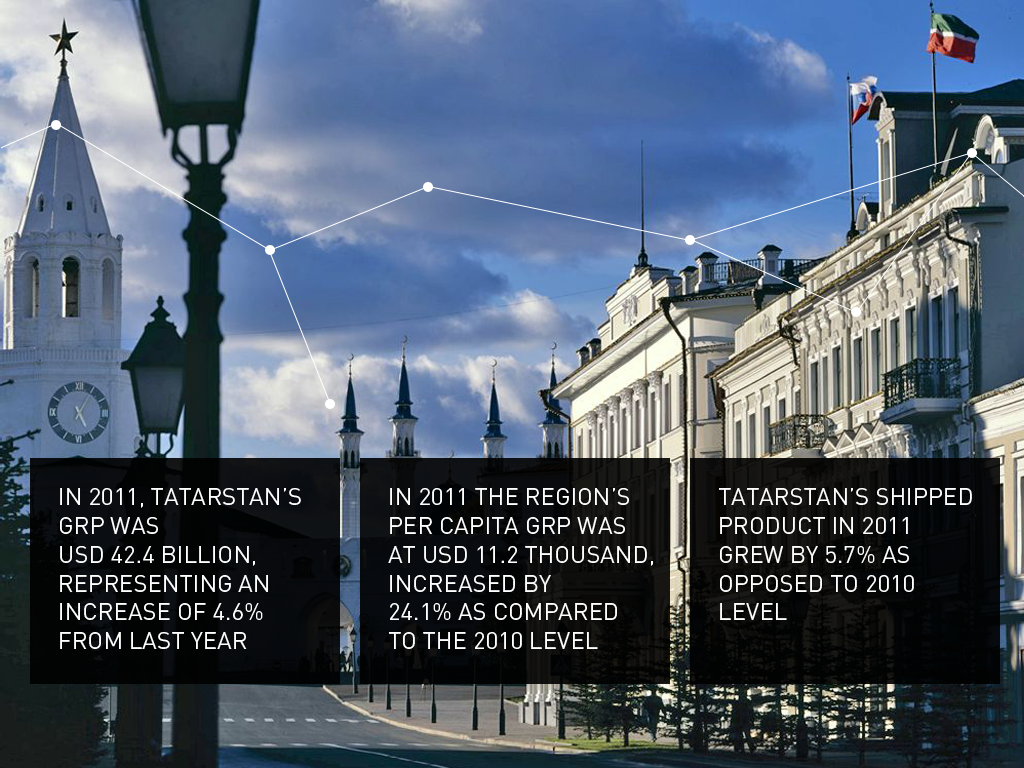 IN 2011, TATARSTAN'S
GRP WAS
USD 42.4 BILLION,
REPRESENTING AN
INCREASE OF 4.6%
FROM LAST YEAR
IN 2011 THE REGION'S
PER CAPITA GRP WAS
AT USD 11.2 THOUSAND,
INCREASED BY
24.1% AS COMPARED
TO THE 2010 LEVEL
TATARSTAN'S SHIPPED
PRODUCT IN 2011
GREW BY 5.7% AS
OPPOSED TO 2010
LEVEL